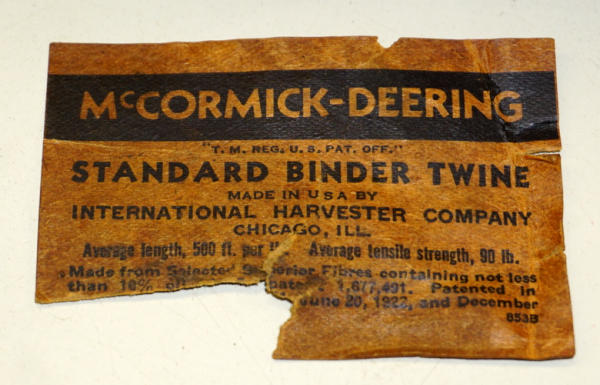 McCORMICK-DEERING
"T. M. REG. U. S. PAT. OFF."
STANDARD BINDER TWINE
MADE IN U S A BY
INTERNATIONAL HARVESTER COMPANY
CHICAGO, ILL.
Average length, 500 ft. per Average tensile strength, 90 lb.
Made from Selected Fibres containing not less
than 10% 1,677,491. Patented in
June 20, and December
853B